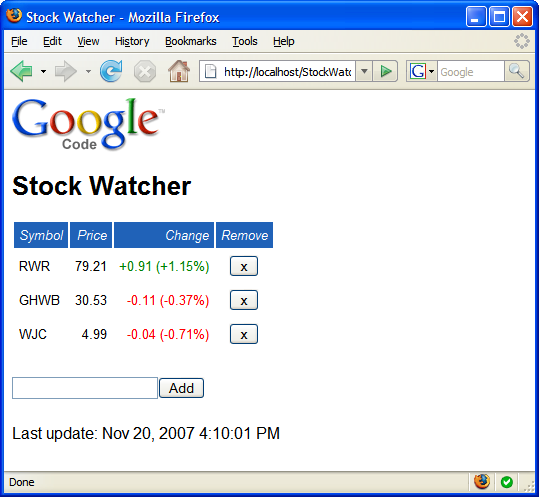 Stock Watcher - Mozilla Firefox
File Edit View History Bookmarks Tools Help
http://localhost/StockWatc G Google
Google™
Code
Stock Watcher
Symbol Price Change Remove
RWR 79.21 +0.91 (+1.15%) x
GHWB 30.53 -0.11 (-0.37%) x
WJC 4.99 -0.04 (-0.71%) x
Add
Last update: Nov 20, 2007 4:10:01 PM
Done